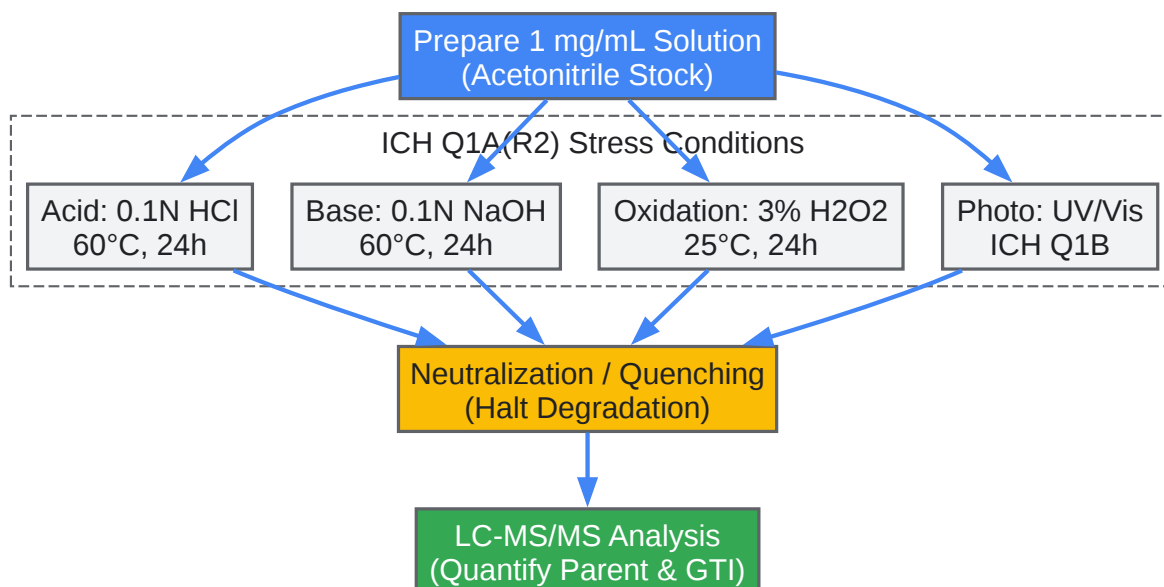 Prepare 1 mg/mL Solution
(Acetonitrile Stock)
ICH Q1A(R2) Stress Conditions
Acid: 0.1N HCl
60°C, 24h
Base: 0.1N NaOH
60°C, 24h
Oxidation: 3% H2O2
25°C, 24h
Photo: UV/Vis
ICH Q1B
Neutralization / Quenching
(Halt Degradation)
LC-MS/MS Analysis
(Quantify Parent & GTI)